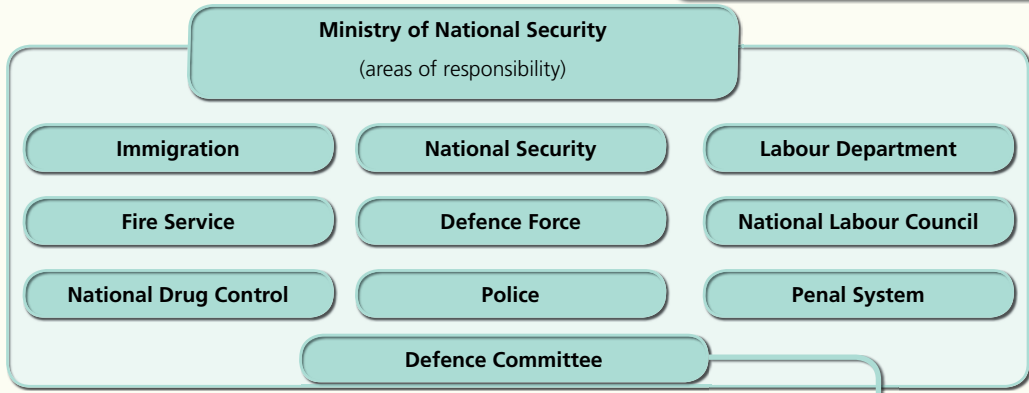 Ministry of National Security
(areas of responsibility)
Immigration
National Security
Labour Department
Fire Service
Defence Force
National Labour Council
National Drug Control
Police
Penal System
Defence Committee